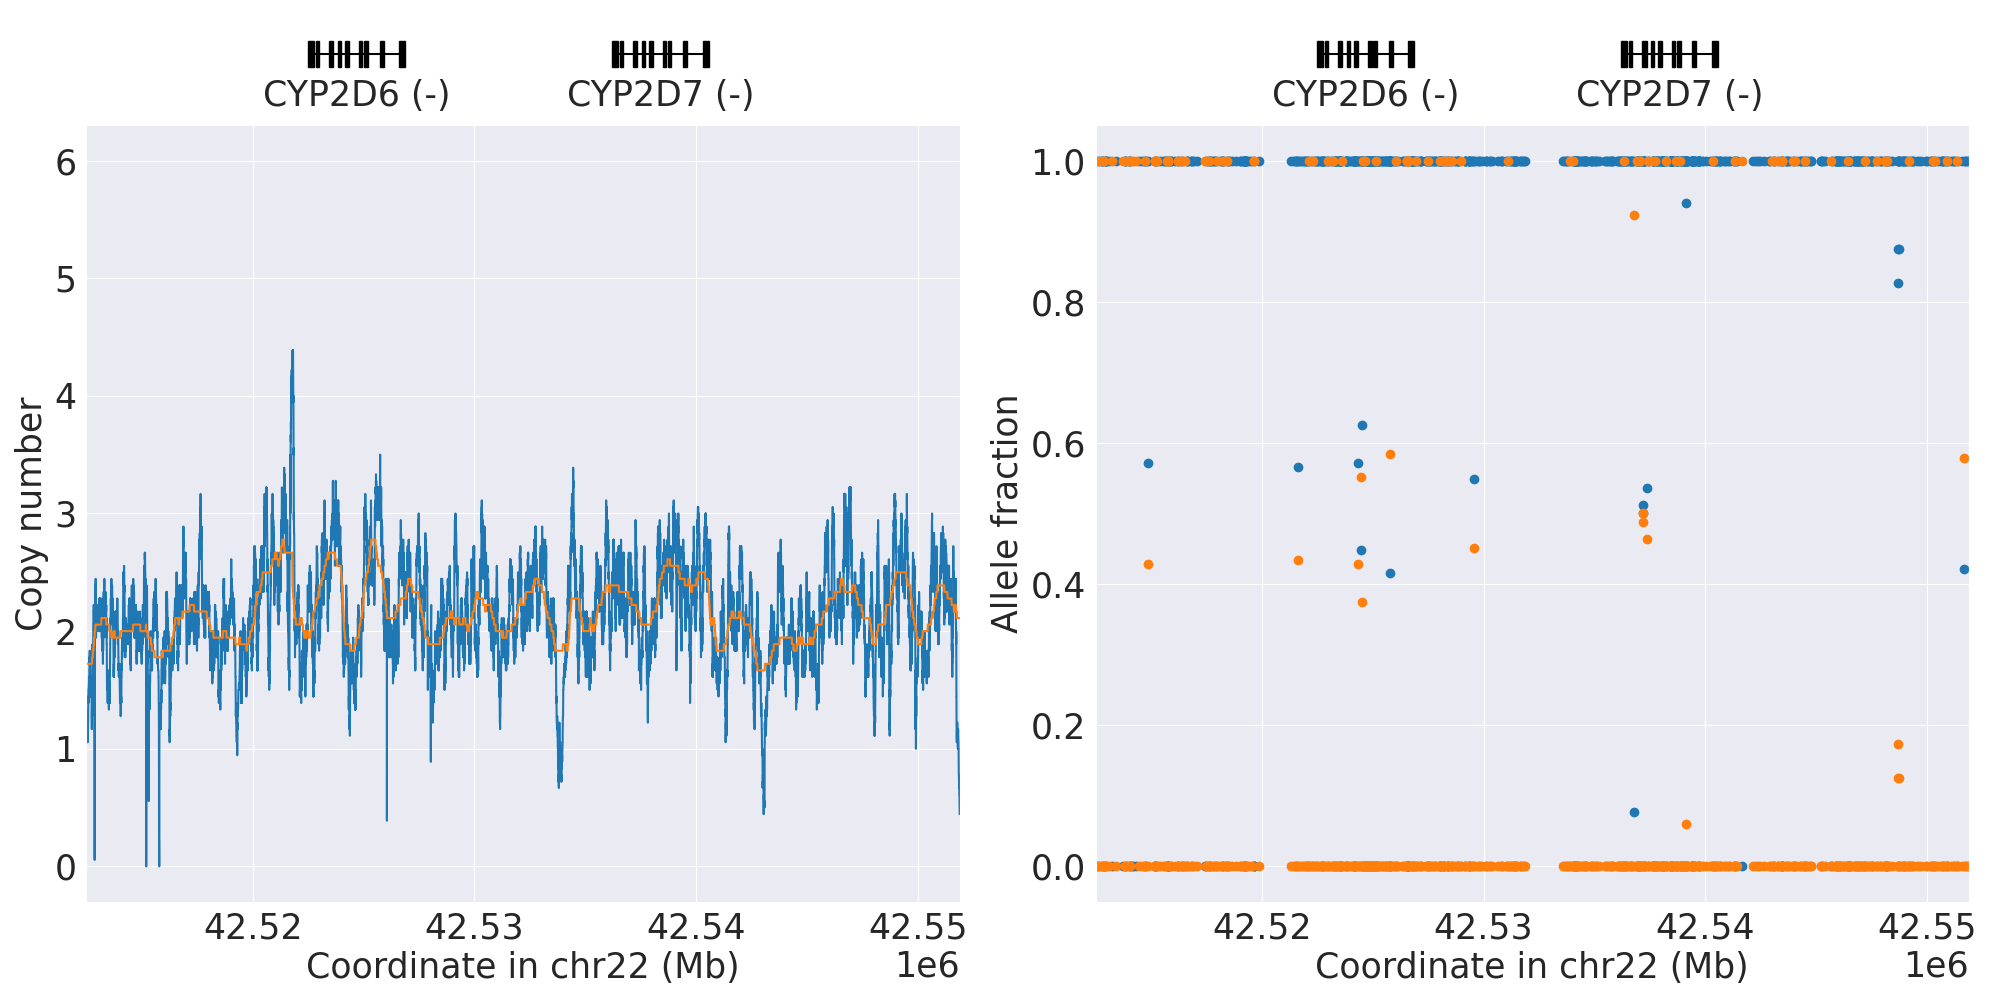 CYP2D6 (-) CYP2D7 (-)
6
5
4
3
2
1
0
Copy number
42.52 42.53 42.54 42.55
Coordinate in chr22 (Mb) 1e6
CYP2D6 (-) CYP2D7 (-)
1.0
0.8
0.6
0.4
0.2
0.0
Allele fraction
42.52 42.53 42.54 42.55
Coordinate in chr22 (Mb) 1e6